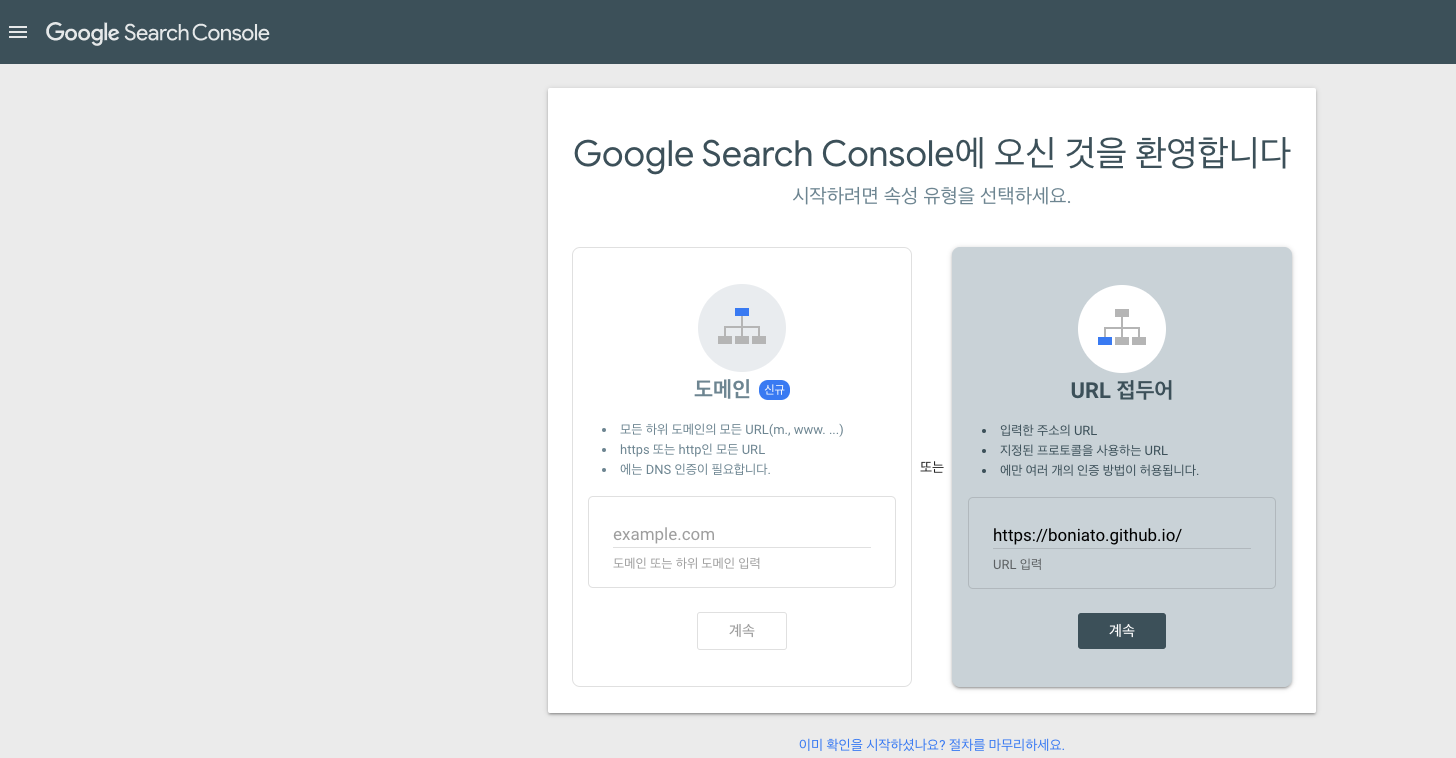 Google Search Console
Google Search Console에 오신 것을 환영합니다
시작하려면 속성 유형을 선택하세요.
도메인 신규
모든 하위 도메인의 모든 URL(m., www. ...)
https 또는 http인 모든 URL
에는 DNS 인증이 필요합니다.
example.com
도메인 또는 하위 도메인 입력
계속
또는
URL 접두어
입력한 주소의 URL
지정된 프로토콜을 사용하는 URL
에만 여러 개의 인증 방법이 허용됩니다.
https://boniato.github.io/
URL 입력
계속
이미 확인을 시작하셨나요? 절차를 마무리하세요.